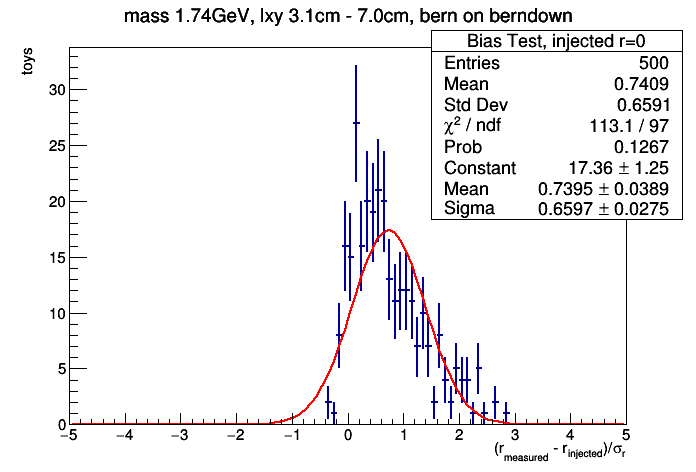 mass 1.74GeV, lxy 3.1cm - 7.0cm, bern on berndown
Bias Test, injected r=0
Entries 500
Mean 0.7409
Std Dev 0.6591
χ² / ndf 113.1 / 97
Prob 0.1267
Constant 17.36 ± 1.25
Mean 0.7395 ± 0.0389
Sigma 0.6597 ± 0.0275
toys
30
25
20
15
10
5
0
−5 −4 −3 −2 −1 0 1 2 3 4 5
(r_measured - r_injected)/σ_r